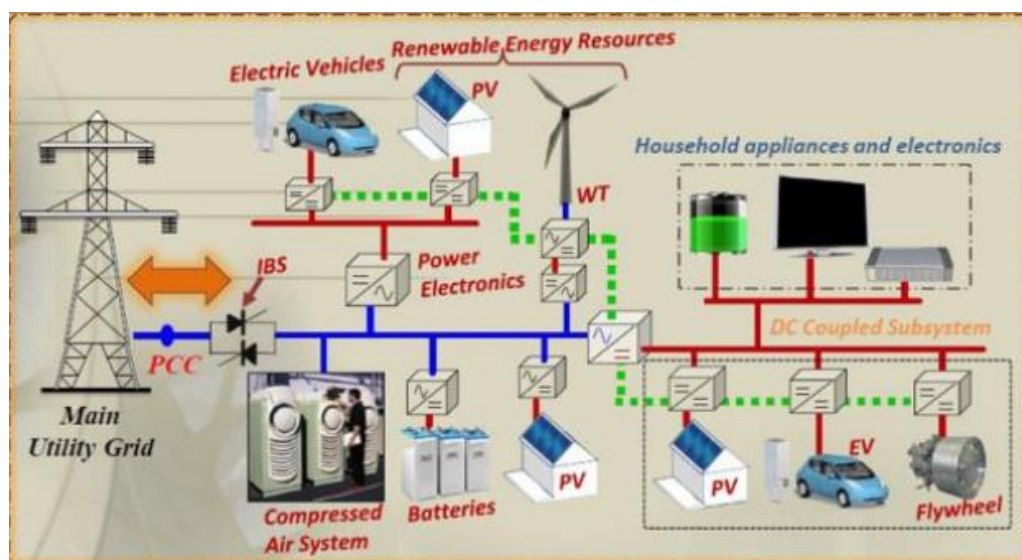 Renewable Energy Resources
Electric Vehicles
PV
Household appliances and electronics
WT
IBS
Power
Electronics
DC Coupled Subsystem
PCC
Main
Utility Grid
EV
PV
PV
Flywheel
Compressed
Air System
Batteries